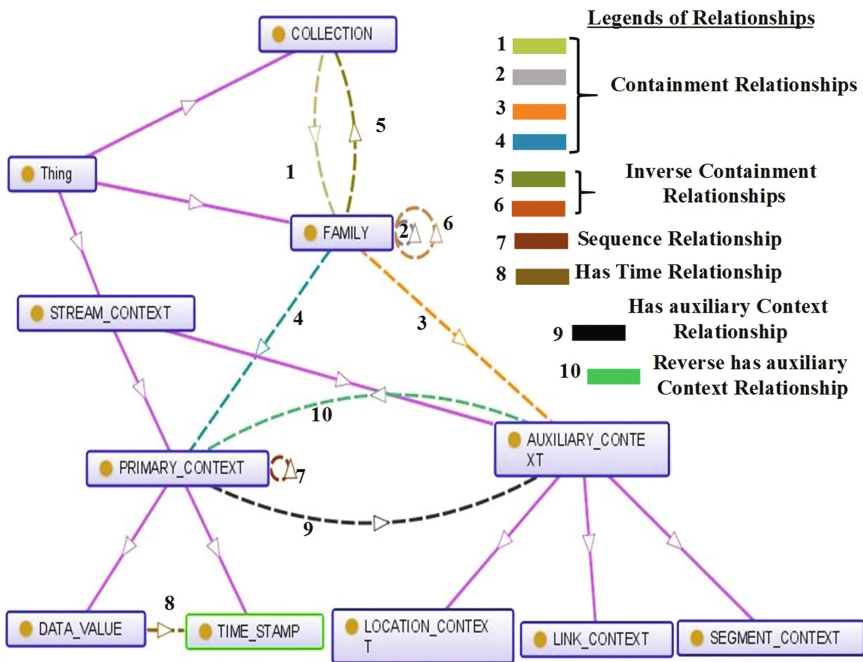 COLLECTION
Legends of Relationships
1
2
3
4
Containment Relationships
5
6
Inverse Containment
Relationships
7
Sequence Relationship
8
Has Time Relationship
9
Has auxiliary Context
Relationship
10
Reverse has auxiliary
Context Relationship
5
1
Thing
FAMILY
2
6
STREAM_CONTEXT
4
3
10
AUXILIARY_CONTE
XT
PRIMARY_CONTEXT
7
9
8
DATA_VALUE
TIME_STAMP
LOCATION_CONTEX
T
LINK_CONTEXT
SEGMENT_CONTEXT